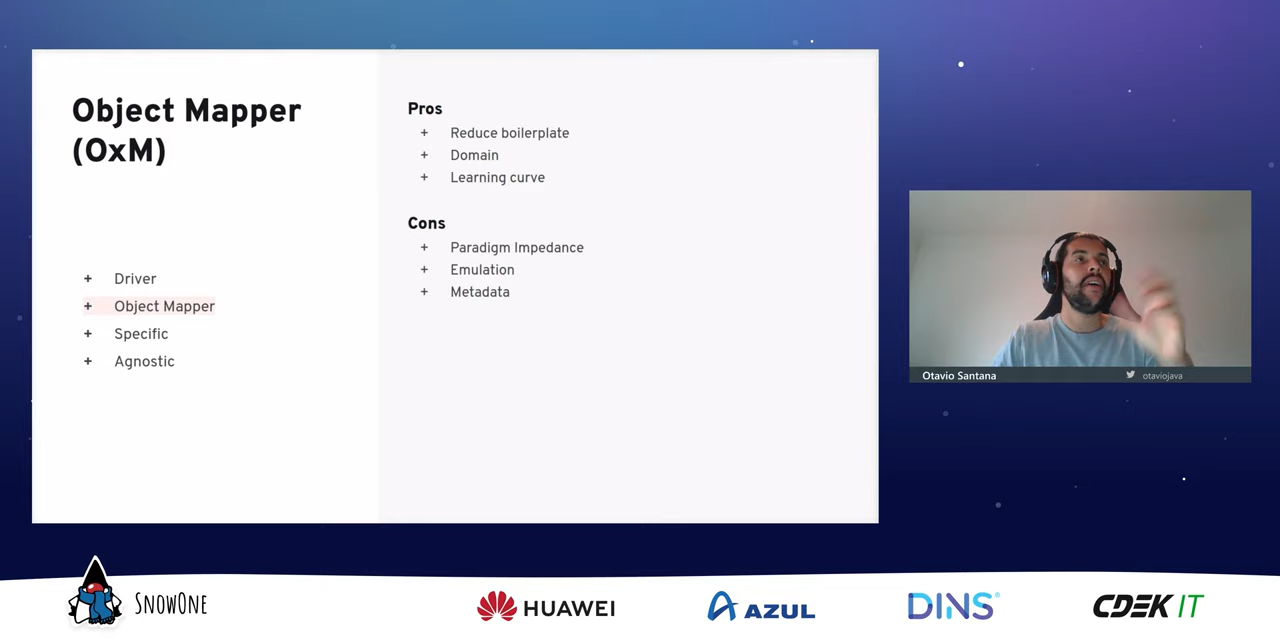 Object Mapper
(OxM)
+ Driver
+ Object Mapper
+ Specific
+ Agnostic
Pros
+ Reduce boilerplate
+ Domain
+ Learning curve
Cons
+ Paradigm Impedance
+ Emulation
+ Metadata
Otavio Santana
otaviojava
SnowOne
HUAWEI
AZUL
DINS
CDEK IT